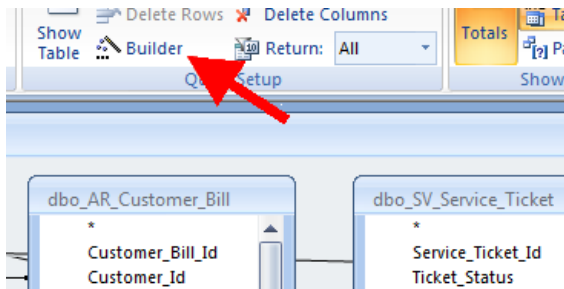 Delete Rows Delete Columns
Show Table
Builder Return: All
Totals
Setup
Show
dbo_AR_Customer_Bill
*
Customer_Bill_Id
Customer_Id
dbo_SV_Service_Ticket
*
Service_Ticket_Id
Ticket_Status